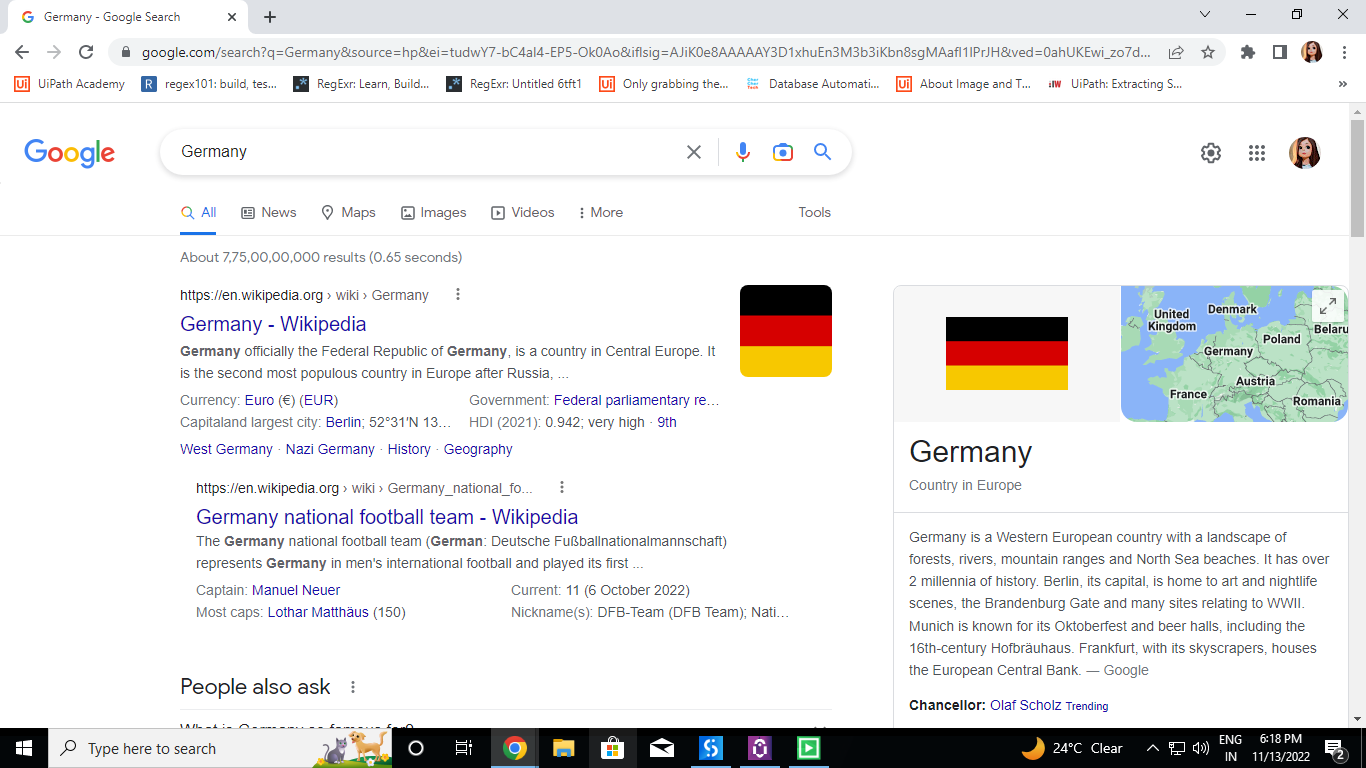 Germany - Google Search
google.com/search?q=Germany&source=hp&ei=tudwY7-bC4al4-EP5-Ok0Ao&iflsig=AJiK0e8AAAAAY3D1xhuEn3M3b3iKbn8sgMAafl1IPrJH&ved=0ahUKEwi_zo7d...
UiPath Academy
regex101: build, tes...
RegExr: Learn, Build...
RegExr: Untitled 6tft1
Only grabbing the...
Database Automati...
About Image and T...
UiPath: Extracting S...
Google
Germany
All
News
Maps
Images
Videos
More
Tools
About 7,75,00,00,000 results (0.65 seconds)
https://en.wikipedia.org › wiki › Germany
Germany - Wikipedia
Germany officially the Federal Republic of Germany, is a country in Central Europe. It
is the second most populous country in Europe after Russia, ...
Currency: Euro (€) (EUR)
Government: Federal parliamentary re…
Capitaland largest city: Berlin; 52°31′N 13…
HDI (2021): 0.942; very high · 9th
West Germany · Nazi Germany · History · Geography
https://en.wikipedia.org › wiki › Germany_national_fo...
Germany national football team - Wikipedia
The Germany national football team (German: Deutsche Fußballnationalmannschaft)
represents Germany in men's international football and played its first ...
Captain: Manuel Neuer
Current: 11 (6 October 2022)
Most caps: Lothar Matthäus (150)
Nickname(s): DFB-Team (DFB Team); Nati…
People also ask
What is Germany so famous for?
United
Kingdom
Denmark
Belaru
Poland
Germany
Austria
France
Romania
Germany
Country in Europe
Germany is a Western European country with a landscape of
forests, rivers, mountain ranges and North Sea beaches. It has over
2 millennia of history. Berlin, its capital, is home to art and nightlife
scenes, the Brandenburg Gate and many sites relating to WWII.
Munich is known for its Oktoberfest and beer halls, including the
16th-century Hofbräuhaus. Frankfurt, with its skyscrapers, houses
the European Central Bank. — Google
Chancellor: Olaf Scholz Trending
Type here to search
24°C Clear
ENG
IN
6:18 PM
11/13/2022
2